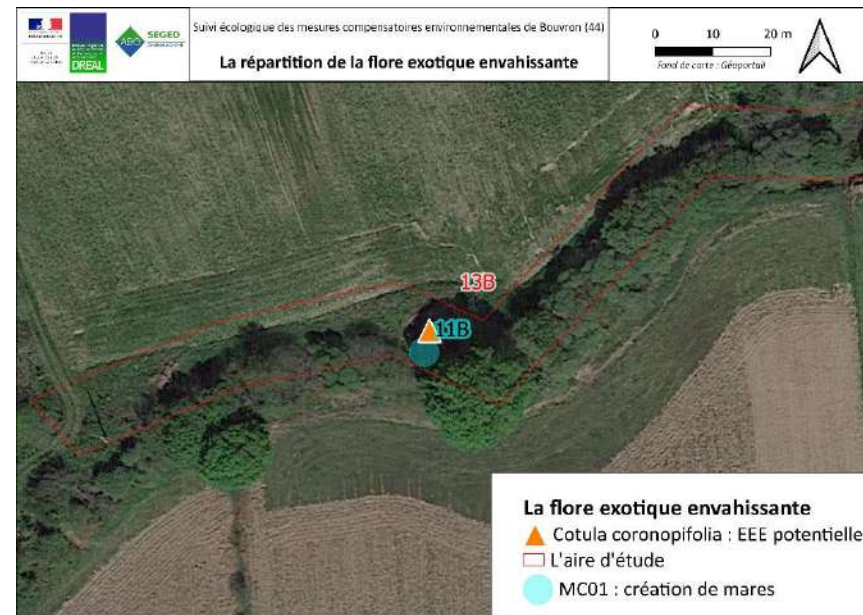 Suivi écologique des mesures compensatoires environnementales de Bouvron (44)
La répartition de la flore exotique envahissante
DREAL
ABO
SEGED
0 10 20 m
Fond de carte : Géoportail
13B
11B
La flore exotique envahissante
Cotula coronopifolia : EEE potentielle
L'aire d'étude
MC01 : création de mares